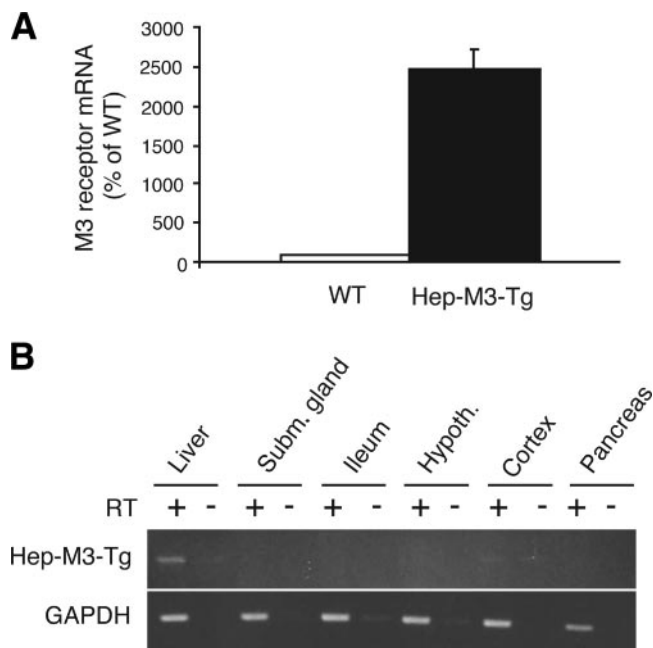 A
M3 receptor mRNA
(% of WT)
3000
2500
2000
1500
1000
500
0
WT Hep-M3-Tg
B
Liver Subm. gland Ileum Hypoth. Cortex Pancreas
RT + - + - + - + - + - + -
Hep-M3-Tg
GAPDH